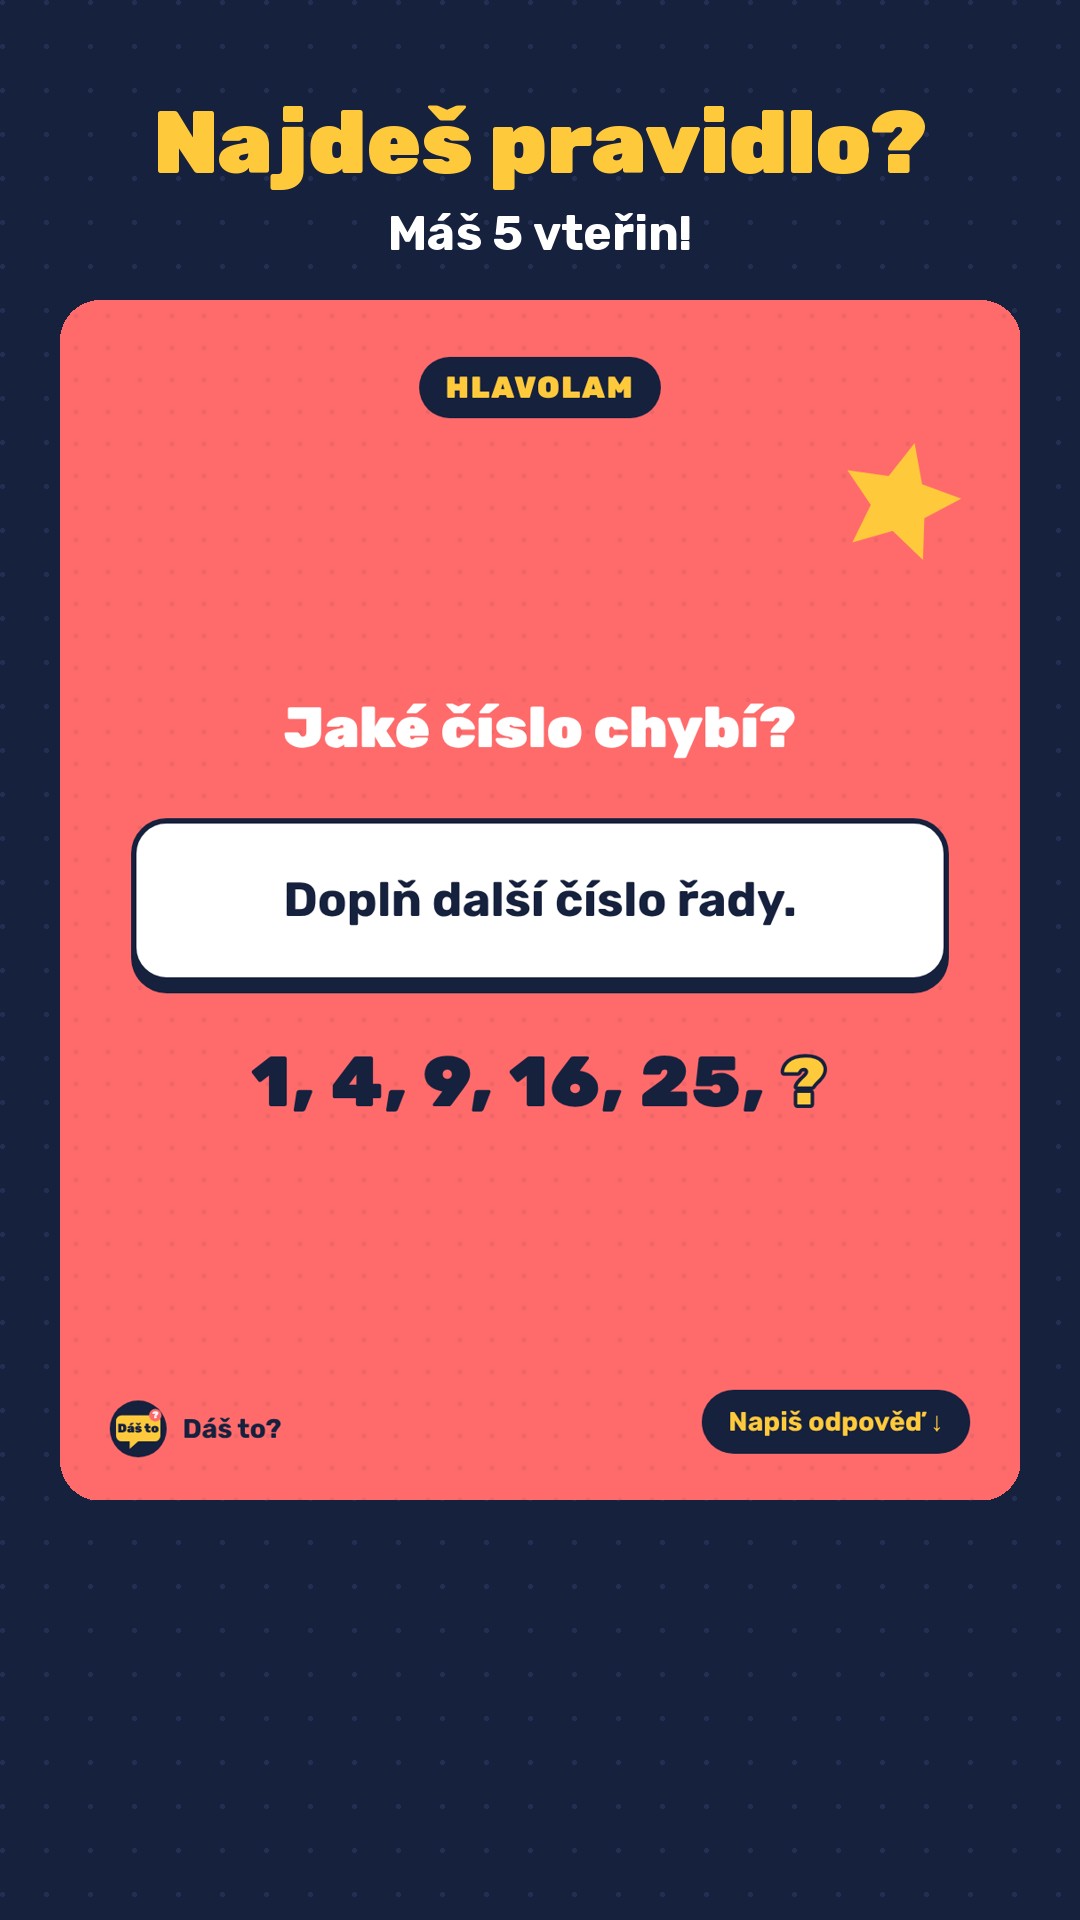 Najdeš pravidlo?
Máš 5 vteřin!
HLAVOLAM
Jaké číslo chybí?
Doplň další číslo řady.
1, 4, 9, 16, 25, ?
Dáš to
?
Dáš to?
Napiš odpověď ↓